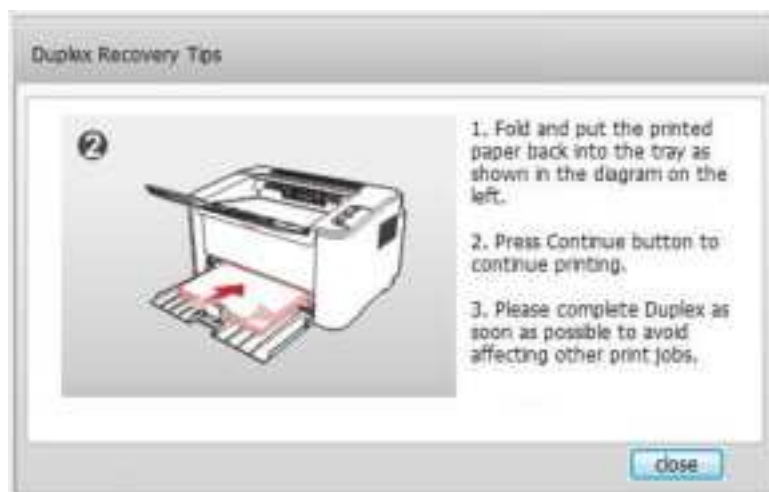 Duplex Recovery Tips
2
1. Fold and put the printed
paper back into the tray as
shown in the diagram on the
left.
2. Press Continue button to
continue printing.
3. Please complete Duplex as
soon as possible to avoid
affecting other print jobs.
close